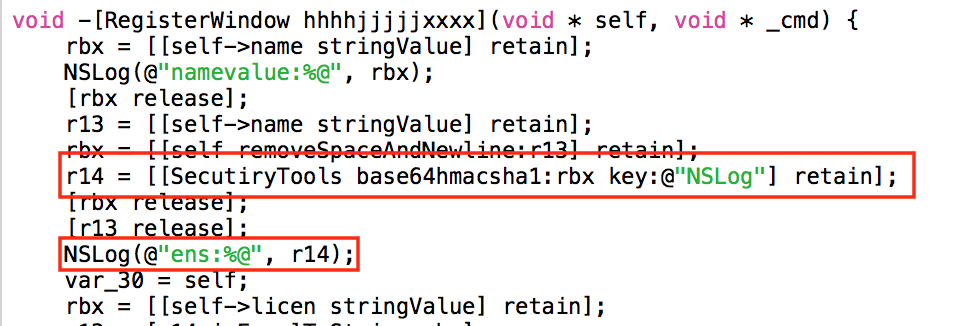 void -[RegisterWindow hhhhjjjjjxxxx](void * self, void * _cmd) {
rbx = [[self->name stringValue] retain];
NSLog(@"namevalue:%@", rbx);
[rbx release];
r13 = [[self->name stringValue] retain];
rbx = [[self removeSpaceAndNewline:r13] retain];
r14 = [[SecutiryTools base64hmacsha1:rbx key:@"NSLog"] retain];
[rbx release];
[r13 release];
NSLog(@"ens:%@", r14);
var_30 = self;
rbx = [[self->licen stringValue] retain];